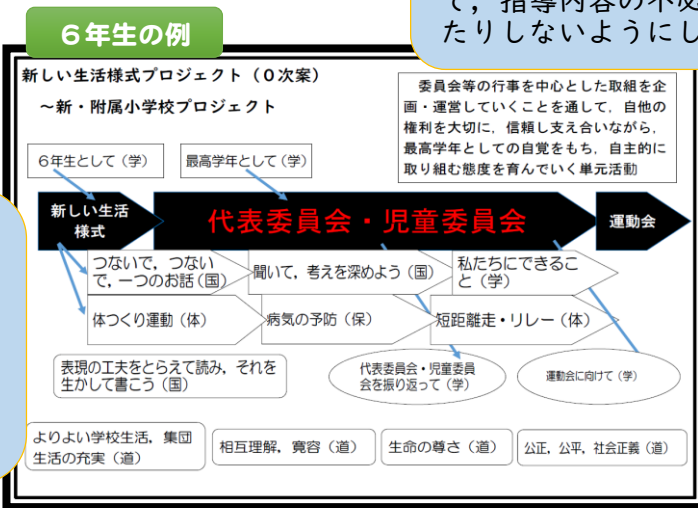 て，指導内容の不必
たりしないようにし
６年生の例
新しい生活様式プロジェクト（０次案）
～新・附属小学校プロジェクト
委員会等の行事を中心とした取組を企
画・運営していくことを通して，自他の
権利を大切に，信頼し支え合いながら，
最高学年としての自覚をもち，自主的に
取り組む態度を育んでいく単元活動
６年生として（学）
最高学年として（学）
新しい生活
様式
代表委員会・児童委員会
運動会
つないで，つない
で，一つのお話（国）
聞いて，考えを深めよう（国）
私たちにできるこ
と（学）
体つくり運動（体）
病気の予防（保）
短距離走・リレー（体）
表現の工夫をとらえて読み，それを
生かして書こう（国）
代表委員会・児童委員
会を振り返って（学）
運動会に向けて（学）
よりよい学校生活，集団
生活の充実（道）
相互理解，寛容（道）
生命の尊さ（道）
公正，公平，社会正義（道）